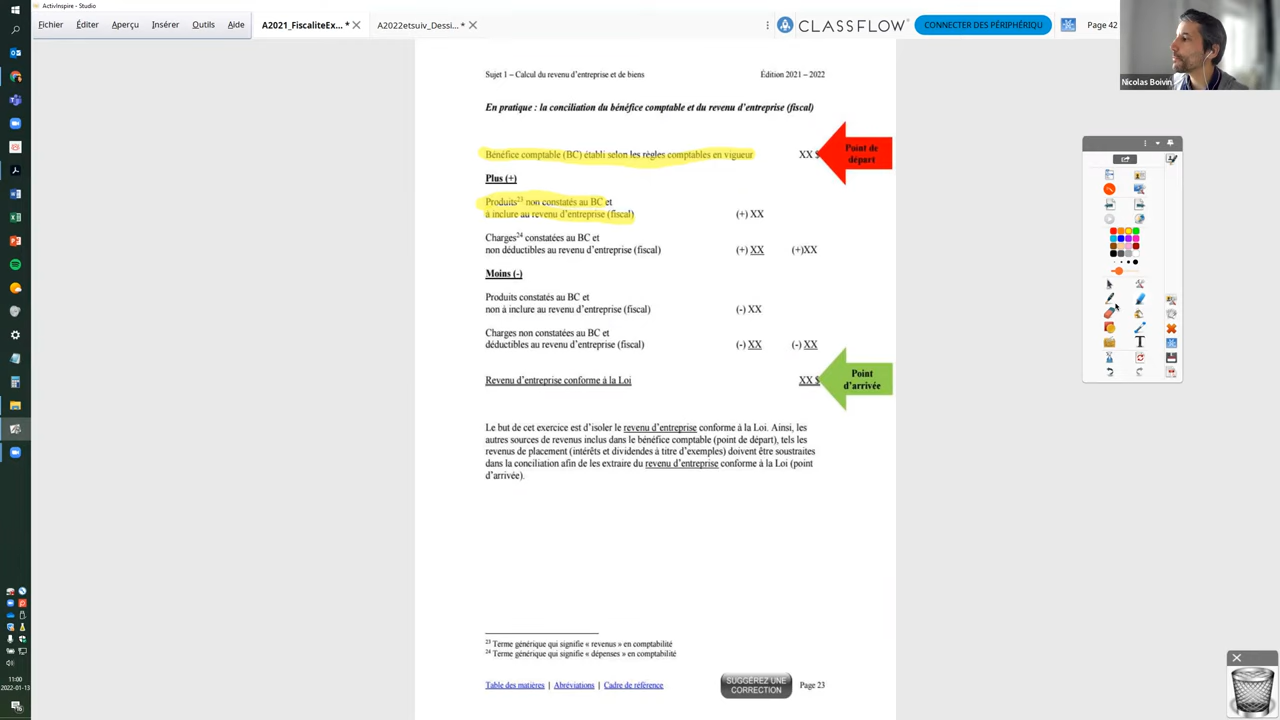 ActivInspire - Studio
Fichier Éditer Aperçu Insérer Outils Aide A2021_FiscaliteEx... * A2022etsuiv_Dessi... * CLASSFLOW CONNECTER DES PÉRIPHÉRIQU Page 42
Nicolas Boivin
Sujet 1 – Calcul du revenu d'entreprise et de biens Édition 2021 – 2022
En pratique : la conciliation du bénéfice comptable et du revenu d'entreprise (fiscal)
Bénéfice comptable (BC) établi selon les règles comptables en vigueur XX $
Point de
départ
Plus (+)
Produits23 non constatés au BC et
à inclure au revenu d'entreprise (fiscal) (+) XX
Charges24 constatées au BC et
non déductibles au revenu d'entreprise (fiscal) (+) XX (+)XX
Moins (-)
Produits constatés au BC et
non à inclure au revenu d'entreprise (fiscal) (-) XX
Charges non constatées au BC et
déductibles au revenu d'entreprise (fiscal) (-) XX (-) XX
Revenu d'entreprise conforme à la Loi XX $
Point
d'arrivée
Le but de cet exercice est d'isoler le revenu d'entreprise conforme à la Loi. Ainsi, les
autres sources de revenus inclus dans le bénéfice comptable (point de départ), tels les
revenus de placement (intérêts et dividendes à titre d'exemples) doivent être soustraites
dans la conciliation afin de les extraire du revenu d'entreprise conforme à la Loi (point
d'arrivée).
23 Terme générique qui signifie « revenus » en comptabilité
24 Terme générique qui signifie « dépenses » en comptabilité
Table des matières | Abréviations | Cadre de référence
SUGGÉREZ UNE
CORRECTION
Page 23
11:00
2022-01-13